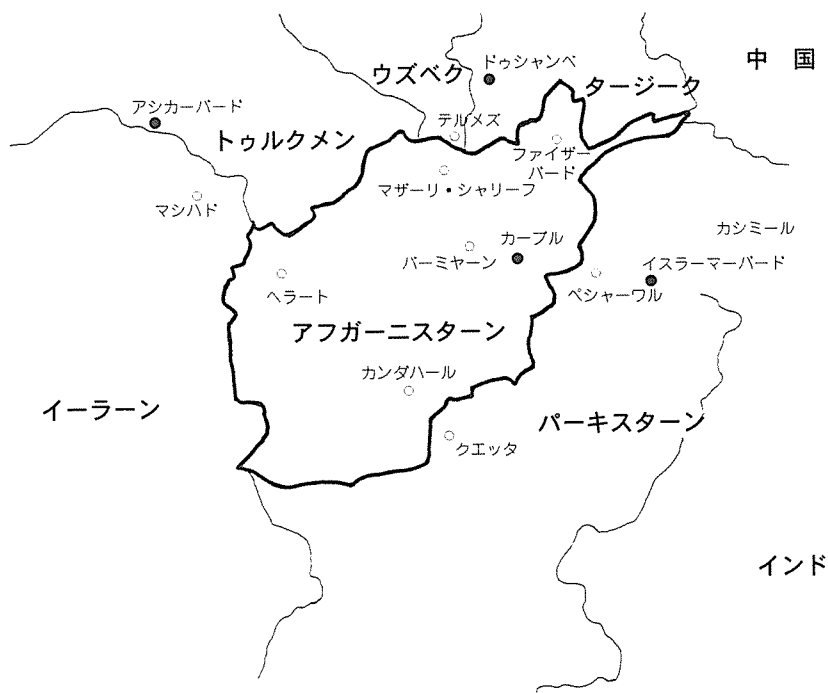 中 国
ドゥシャンベ
ウズベク
タージーク
アシカーバード
テルメズ
トゥルクメン
ファイザー
バード
マザーリ・シャリーフ
マシハド
カシミール
カーブル
バーミヤーン
イスラーマーバード
ヘラート
ペシャーワル
アフガーニスターン
カンダハール
イーラーン
パーキスターン
クエッタ
インド